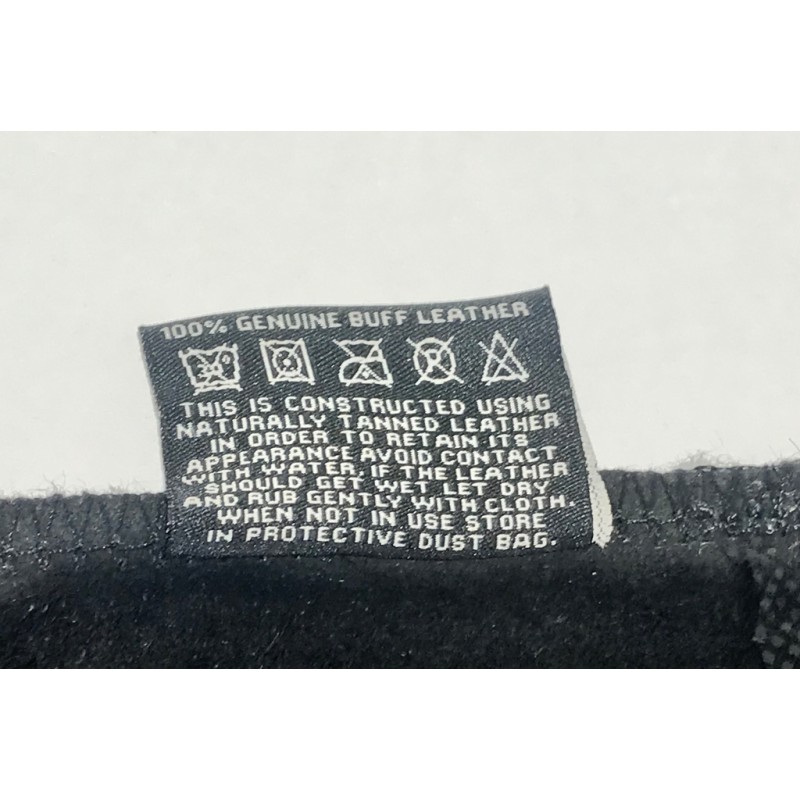 100% GENUINE BUFF LEATHER
THIS IS CONSTRUCTED USING
NATURALLY TANNED LEATHER
IN ORDER TO RETAIN ITS
APPEARANCE AVOID CONTACT
WITH WATER, IF THE LEATHER
SHOULD GET WET LET DRY
AND RUB GENTLY WITH CLOTH.
WHEN NOT IN USE STORE
IN PROTECTIVE DUST BAG.